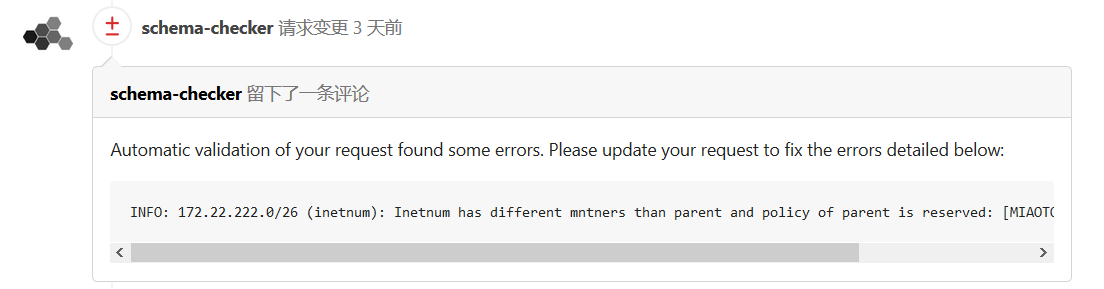 schema-checker 请求变更 3 天前
schema-checker 留下了一条评论
Automatic validation of your request found some errors. Please update your request to fix the errors detailed below:
INFO: 172.22.222.0/26 (inetnum): Inetnum has different mntners than parent and policy of parent is reserved: [MIAOTO